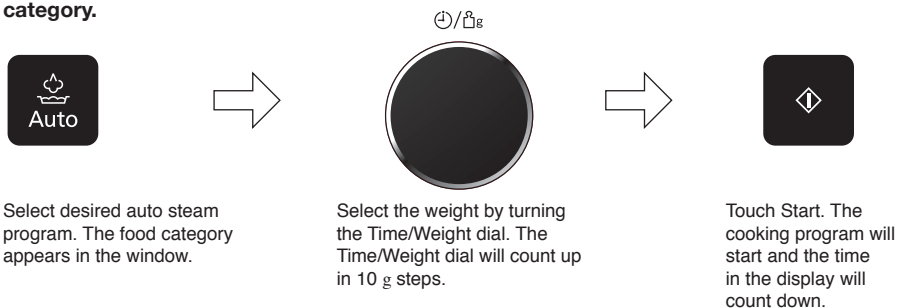 category.
/ g
Auto
Select desired auto steam
program. The food category
appears in the window.
Select the weight by turning
the Time/Weight dial. The
Time/Weight dial will count up
in 10 g steps.
Touch Start. The
cooking program will
start and the time
in the display will
count down.